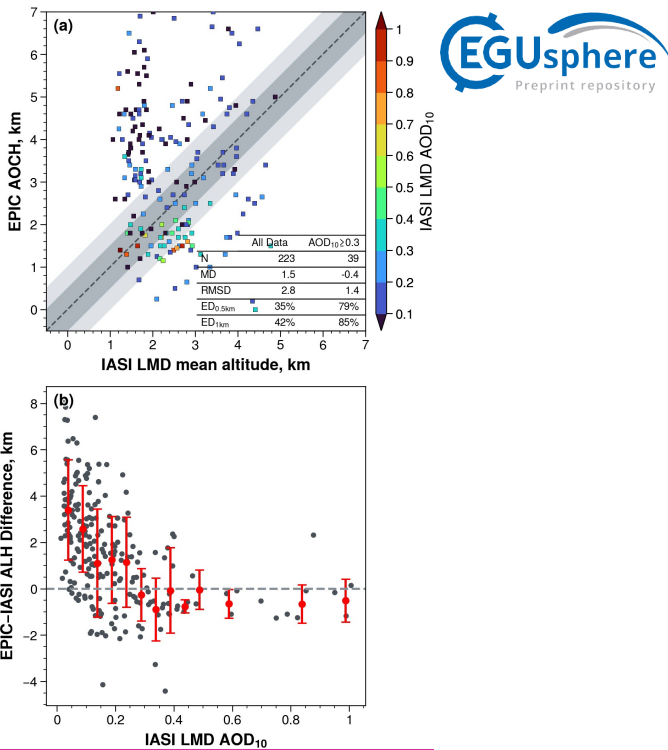 (a)
EGUsphere
Preprint repository
7
6
5
4
3
2
1
0
EPIC AOCH, km
0 1 2 3 4 5 6 7
IASI LMD mean altitude, km
All Data AOD10≥0.3
N 223 39
MD 1.5 -0.4
RMSD 2.8 1.4
ED0.5km 35% 79%
ED1km 42% 85%
1
0.9
0.8
0.7
0.6
0.5
0.4
0.3
0.2
0.1
IASI LMD AOD10
(b)
8
6
4
2
0
−2
−4
EPIC−IASI ALH Difference, km
0 0.2 0.4 0.6 0.8 1
IASI LMD AOD10